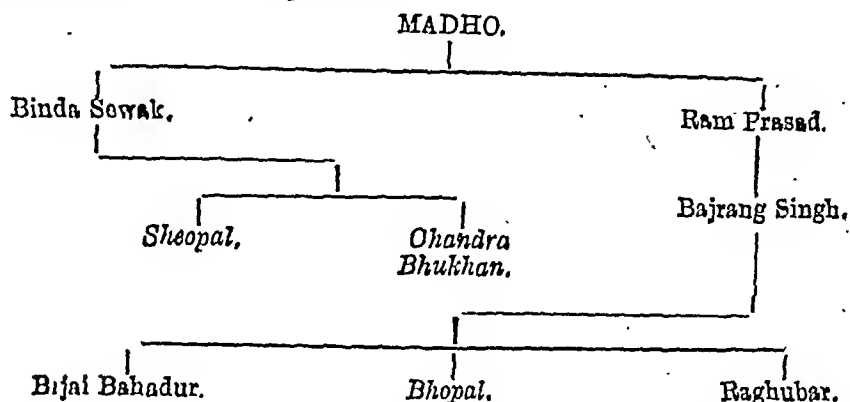 MADHO.
Binda Sewak.
Ram Prasad.
Bajrang Singh.
Sheopal.
Chandra
Bhukhan.
Bijai Bahadur.
Bhopal.
Raghubar.